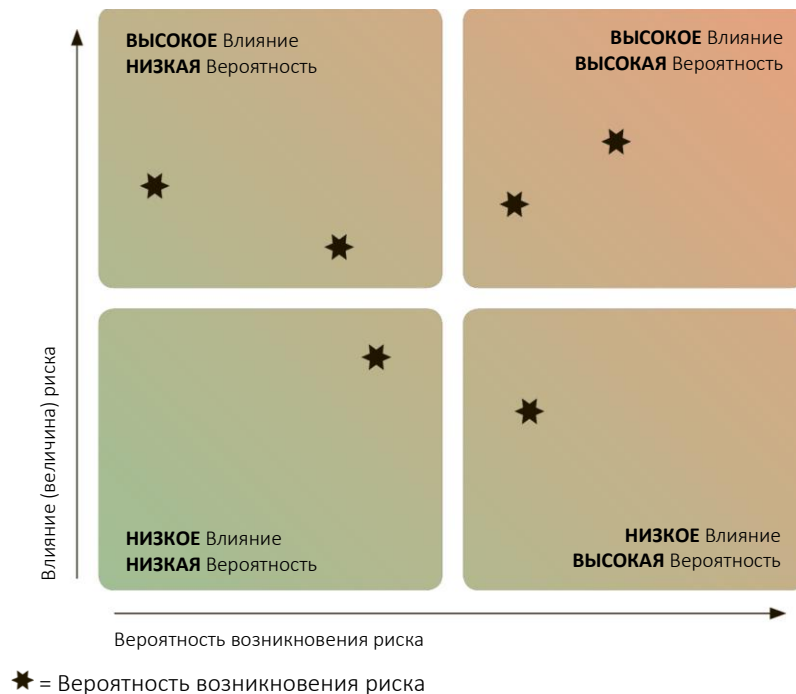 ВЫСОКОЕ Влияние
НИЗКАЯ Вероятность
ВЫСОКОЕ Влияние
ВЫСОКАЯ Вероятность
Влияние (величина) риска
НИЗКОЕ Влияние
НИЗКАЯ Вероятность
НИЗКОЕ Влияние
ВЫСОКАЯ Вероятность
Вероятность возникновения риска
= Вероятность возникновения риска